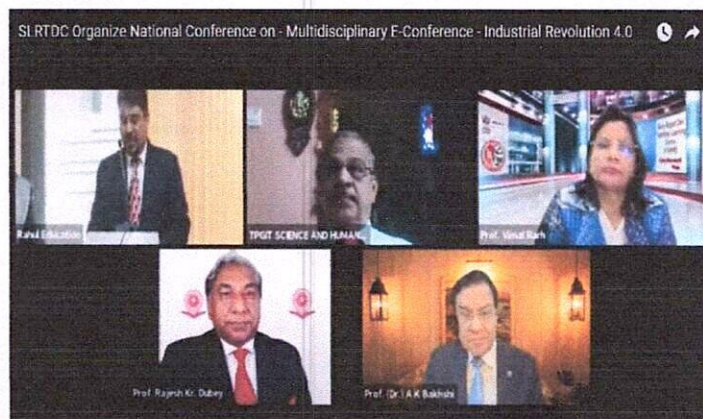 SLRTDC Organize National Conference on - Multidisciplinary E-Conference - Industrial Revolution 4.0
Rahul Education
TPGIT SCIENCE AND HUMAN...
Prof. Vimal Rarh
Prof. Rajesh Kr. Dubey
Prof. (Dr.) A K Bakhshi